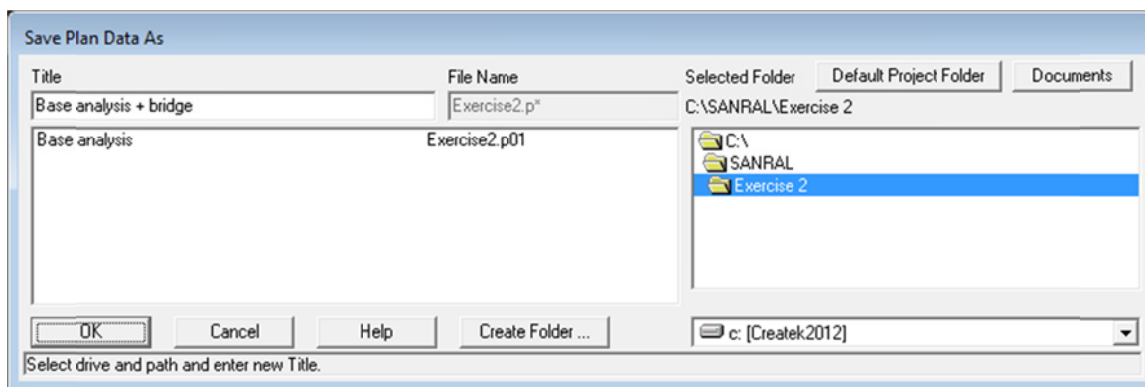 Save Plan Data As
Title File Name Selected Folder Default Project Folder Documents
Base analysis + bridge Exercise2.p* C:\SANRAL\Exercise 2
Base analysis Exercise2.p01
C:\
SANRAL
Exercise 2
OK Cancel Help Create Folder ... c: [Createk2012]
Select drive and path and enter new Title.